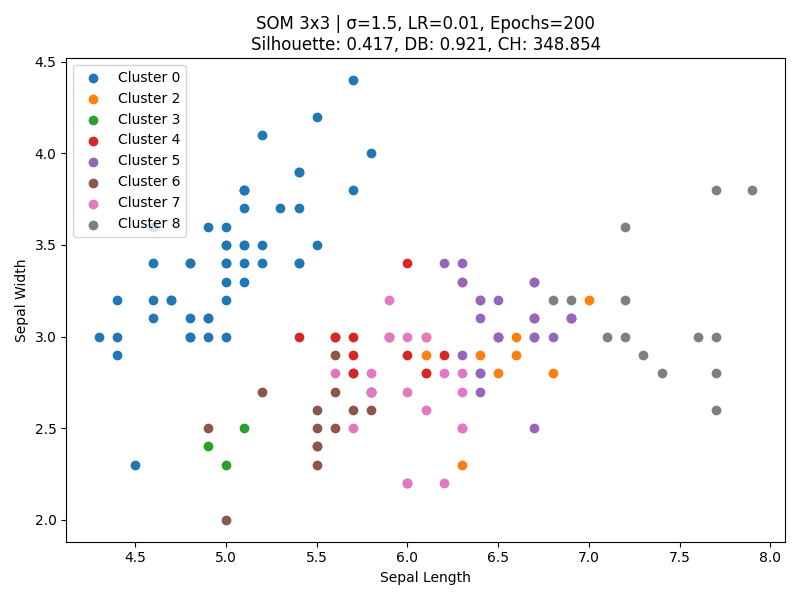 SOM 3x3 | σ=1.5, LR=0.01, Epochs=200
Silhouette: 0.417, DB: 0.921, CH: 348.854
Cluster 0
Cluster 2
Cluster 3
Cluster 4
Cluster 5
Cluster 6
Cluster 7
Cluster 8
4.5
4.0
3.5
3.0
2.5
2.0
Sepal Width
4.5 5.0 5.5 6.0 6.5 7.0 7.5 8.0
Sepal Length